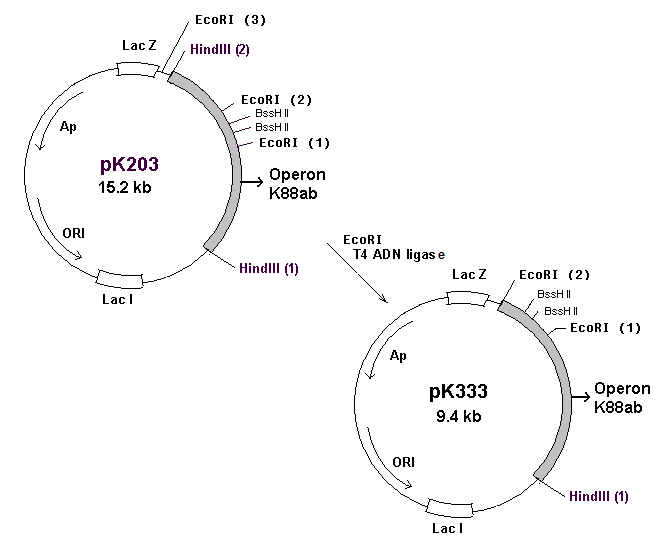 EcoRI (3)
Lac Z
HindIII (2)
EcoRI (2)
BssH II
BssH II
EcoRI (1)
Ap
pK203
15.2 kb
Operon
K88ab
ORI
HindIII (1)
Lac I
EcoRI
T4 ADN ligase
Lac Z
EcoRI (2)
BssH II
BssH II
EcoRI (1)
Ap
pK333
9.4 kb
Operon
K88ab
ORI
HindIII (1)
Lac I